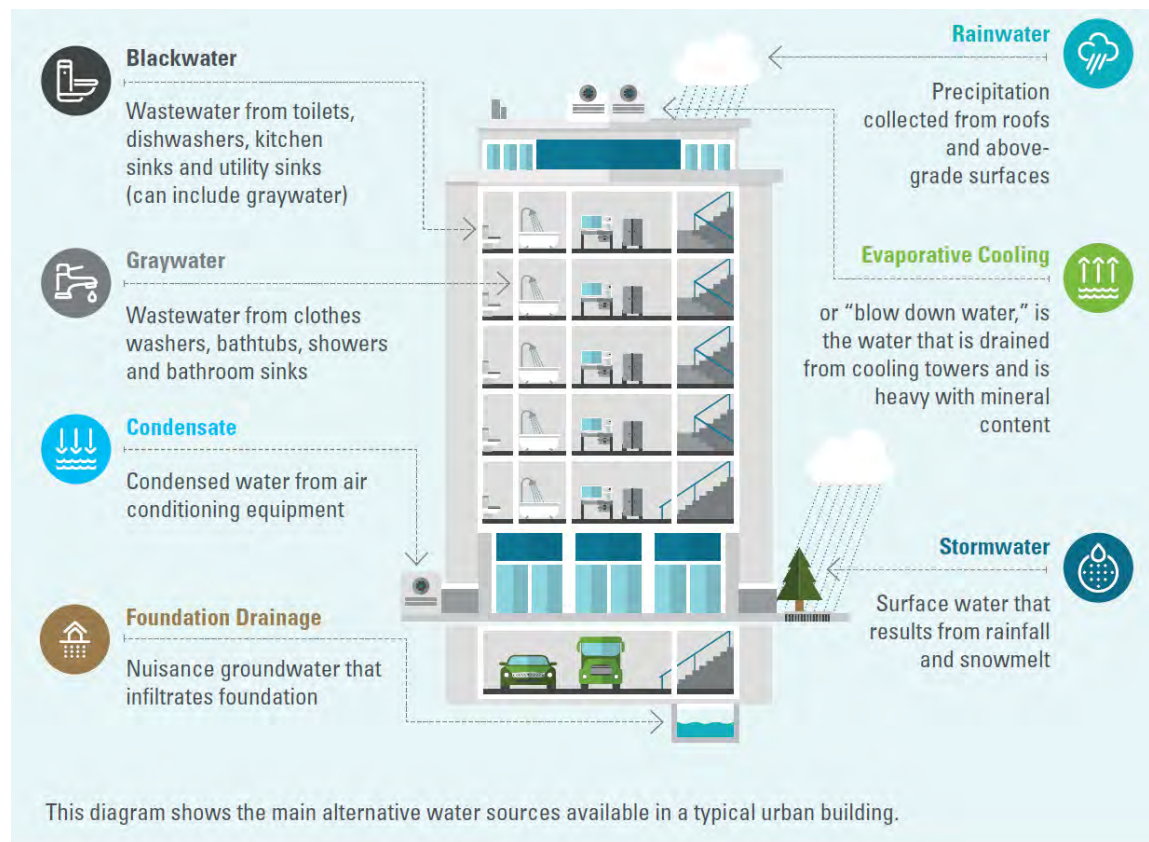 Blackwater
Wastewater from toilets,
dishwashers, kitchen
sinks and utility sinks
(can include graywater)
Graywater
Wastewater from clothes
washers, bathtubs, showers
and bathroom sinks
Condensate
Condensed water from air
conditioning equipment
Foundation Drainage
Nuisance groundwater that
infiltrates foundation
Rainwater
Precipitation
collected from roofs
and above-
grade surfaces
Evaporative Cooling
or “blow down water,” is
the water that is drained
from cooling towers and is
heavy with mineral
content
Stormwater
Surface water that
results from rainfall
and snowmelt
This diagram shows the main alternative water sources available in a typical urban building.